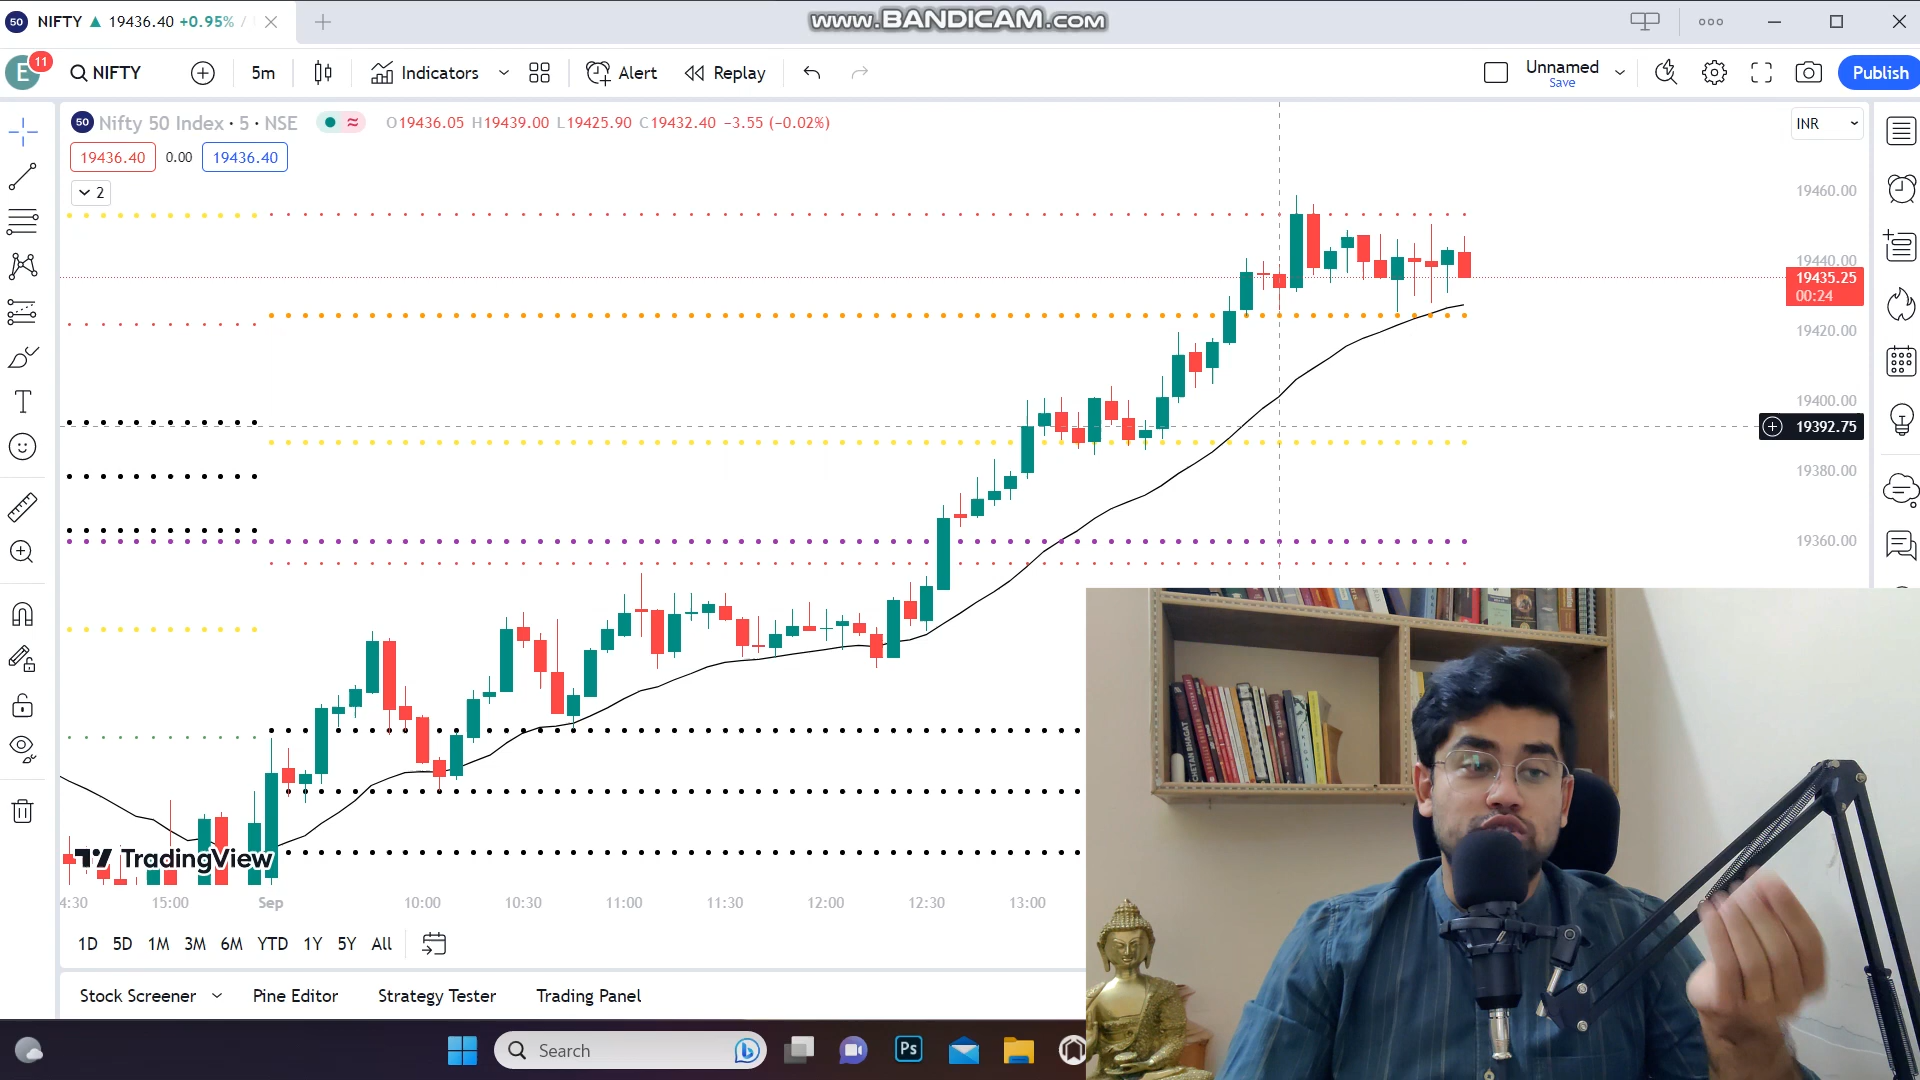 NIFTY ▲ 19436.40 +0.95% /
www.BANDICAM.com
E 11
NIFTY
5m
Indicators
Alert
Replay
Unnamed
Save
Publish
50 Nifty 50 Index · 5 · NSE
O19436.05 H19439.00 L19425.90 C19432.40 −3.55 (−0.02%)
INR
19436.40 0.00 19436.40
2
19460.00
19440.00
19435.25
00:24
19420.00
19400.00
19392.75
19380.00
19360.00
TradingView
4:30 15:00 Sep 10:00 10:30 11:00 11:30 12:00 12:30 13:00
1D 5D 1M 3M 6M YTD 1Y 5Y All
Stock Screener Pine Editor Strategy Tester Trading Panel
Search
Ps
CHETAN BHAGAT